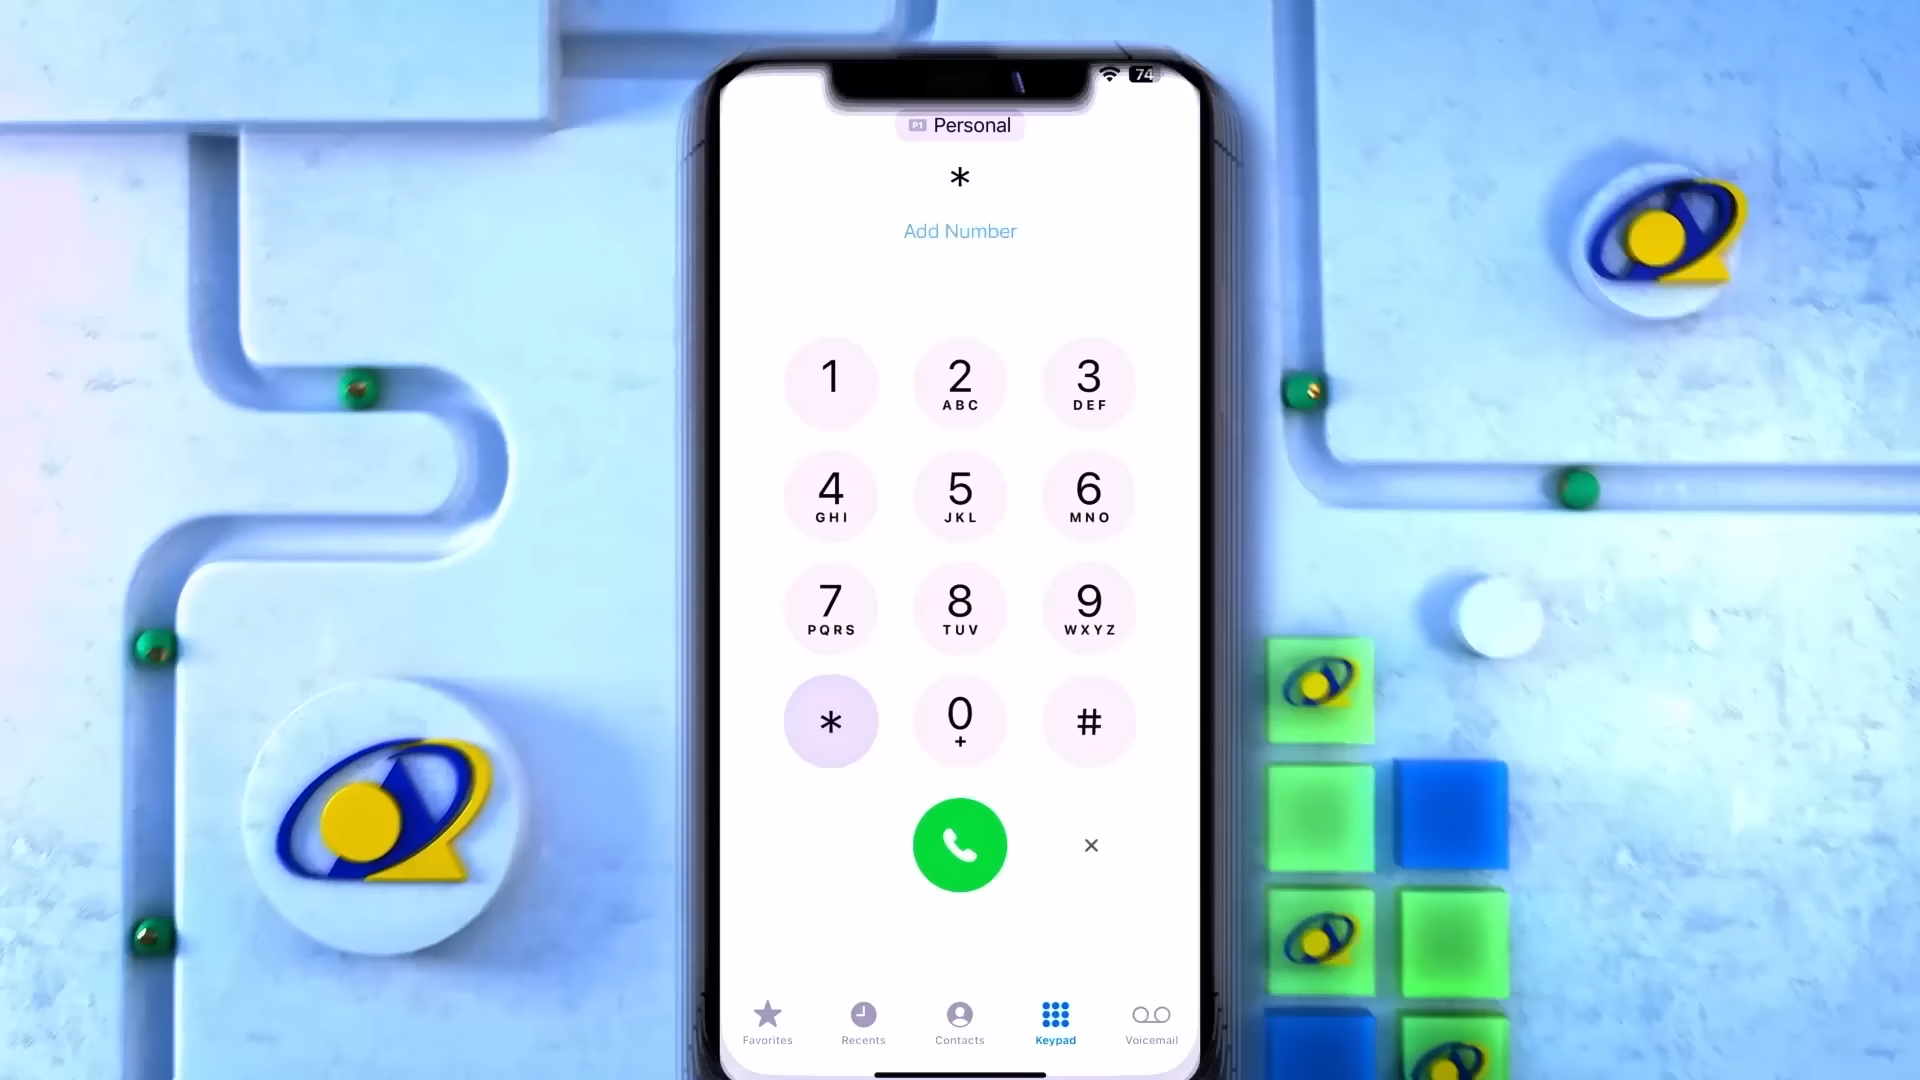 74
P1 Personal
*
Add Number
1
2
ABC
3
DEF
4
GHI
5
JKL
6
MNO
7
PQRS
8
TUV
9
WXYZ
*
0
+
#
×
Favorites
Recents
Contacts
Keypad
Voicemail